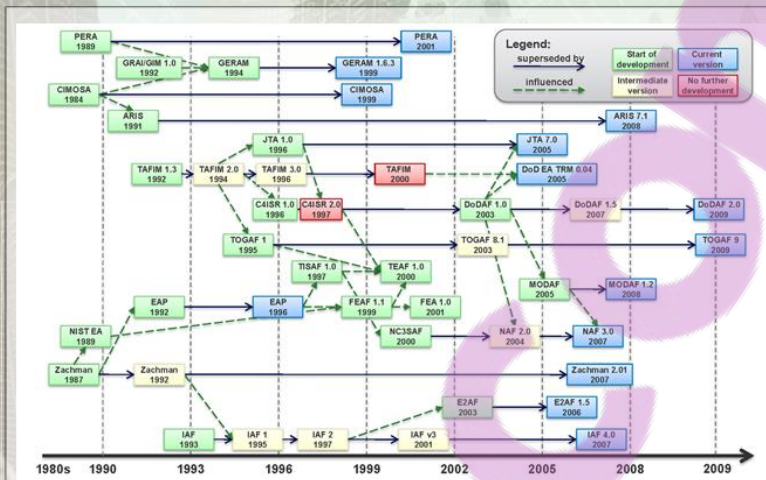 PERA
1989
PERA
2001
Legend:
superseded by
influenced
Start of
development
Current
version
Intermediate
version
No further
development
GRAI/GIM 1.0
1992
GERAM
1994
GERAM 1.6.3
1999
CIMOSA
1984
CIMOSA
1999
ARIS
1991
ARIS 7.1
2008
JTA 1.0
1996
JTA 7.0
2005
TAFIM 1.3
1992
TAFIM 2.0
1994
TAFIM 3.0
1996
TAFIM
2000
DoD EA TRM 0.04
2005
C4ISR 1.0
1996
C4ISR 2.0
1997
DoDAF 1.0
2003
DoDAF 1.5
2007
DoDAF 2.0
2009
TOGAF 1
1995
TOGAF 8.1
2003
TOGAF 9
2009
TISAF 1.0
1997
TEAF 1.0
2000
MODAF
2005
MODAF 1.2
2008
EAP
1992
EAP
1996
FEAF 1.1
1999
FEA 1.0
2001
NIST EA
1989
NC3SAF
2000
NAF 2.0
2004
NAF 3.0
2007
Zachman
1987
Zachman
1992
Zachman 2.01
2007
E2AF
2003
E2AF 1.5
2006
IAF
1993
IAF 1
1995
IAF 2
1997
IAF v3
2001
IAF 4.0
2007
1980s 1990 1993 1996 1999 2002 2005 2008 2009